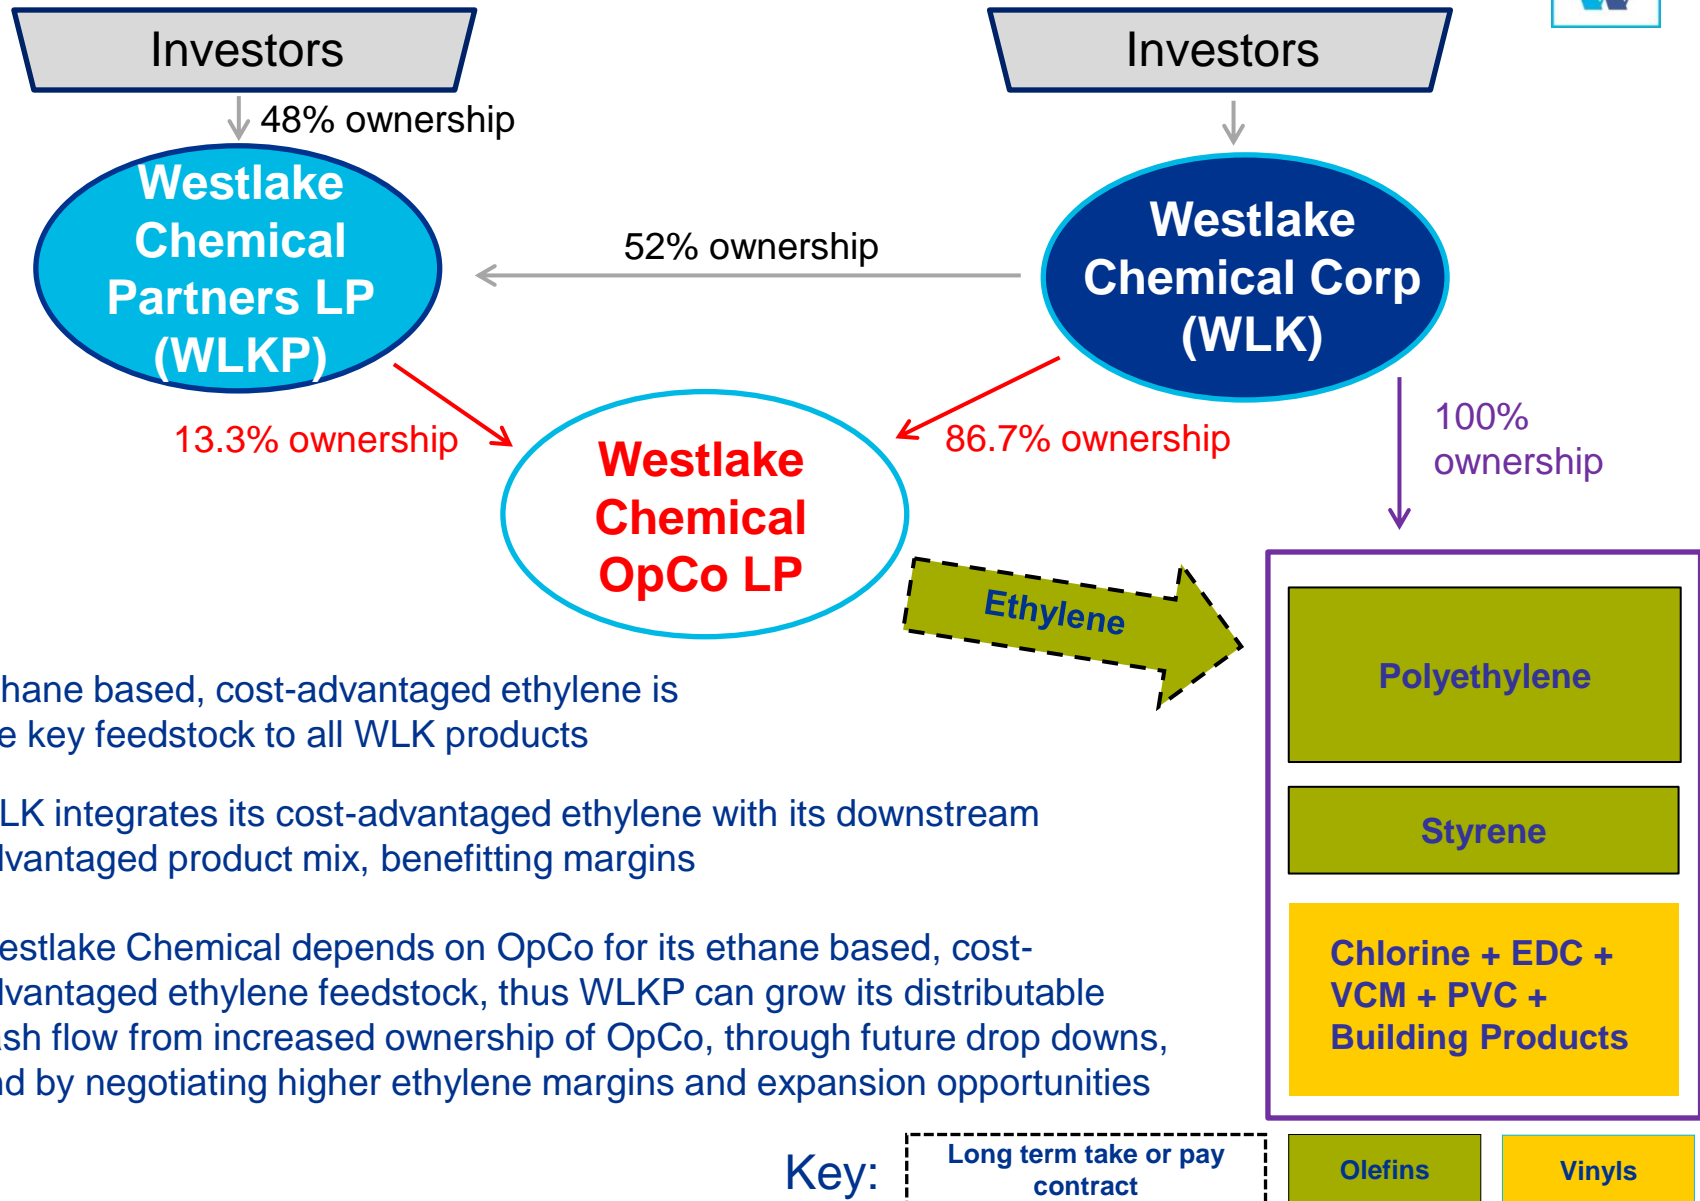 Investors
Investors
48% ownership
Westlake
Chemical
Partners LP
(WLKP)
52% ownership
Westlake
Chemical Corp
(WLK)
13.3% ownership
86.7% ownership
100%
ownership
Westlake
Chemical
OpCo LP
Ethylene
Polyethylene
Styrene
Chlorine + EDC +
VCM + PVC +
Building Products
hane based, cost-advantaged ethylene is
e key feedstock to all WLK products
LK integrates its cost-advantaged ethylene with its downstream
dvantaged product mix, benefitting margins
estlake Chemical depends on OpCo for its ethane based, cost-
dvantaged ethylene feedstock, thus WLKP can grow its distributable
ash flow from increased ownership of OpCo, through future drop downs,
nd by negotiating higher ethylene margins and expansion opportunities
Key:
Long term take or pay
contract
Olefins
Vinyls